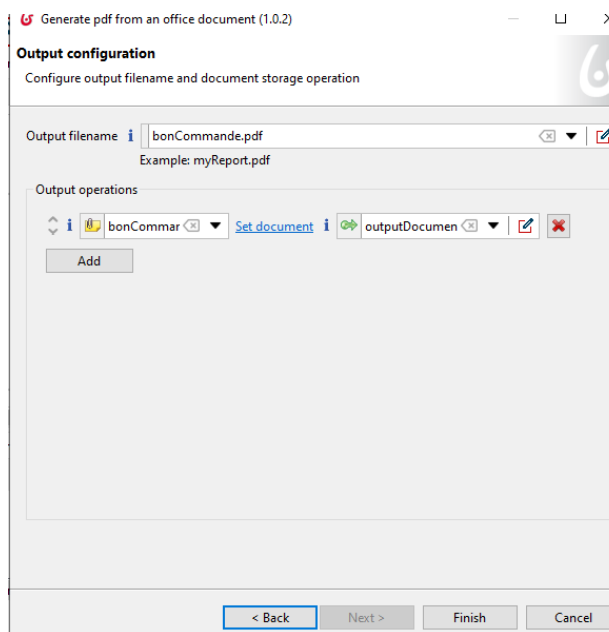 Generate pdf from an office document (1.0.2)
Output configuration
Configure output filename and document storage operation
Output filename i bonCommande.pdf
Example: myReport.pdf
Output operations
i bonCommar Set document i outputDocumen
Add
< Back Next > Finish Cancel